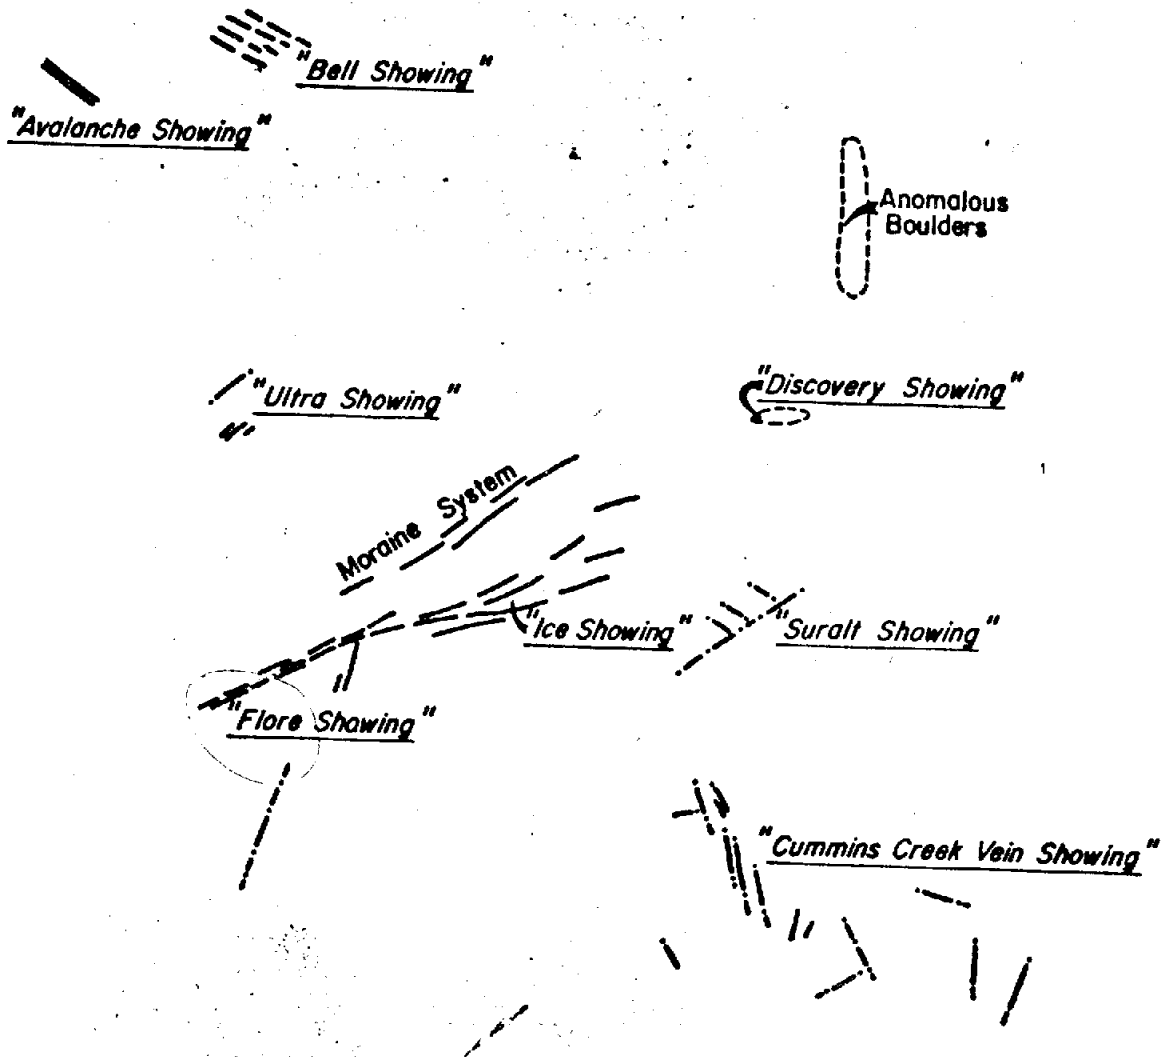 "Bell Showing"
"Avalanche Showing"
Anomalous
Boulders
"Ultra Showing"
"Discovery Showing"
Moraine System
"Ice Showing"
"Suralt Showing"
"Flore Showing"
"Cummins Creek Vein Showing"